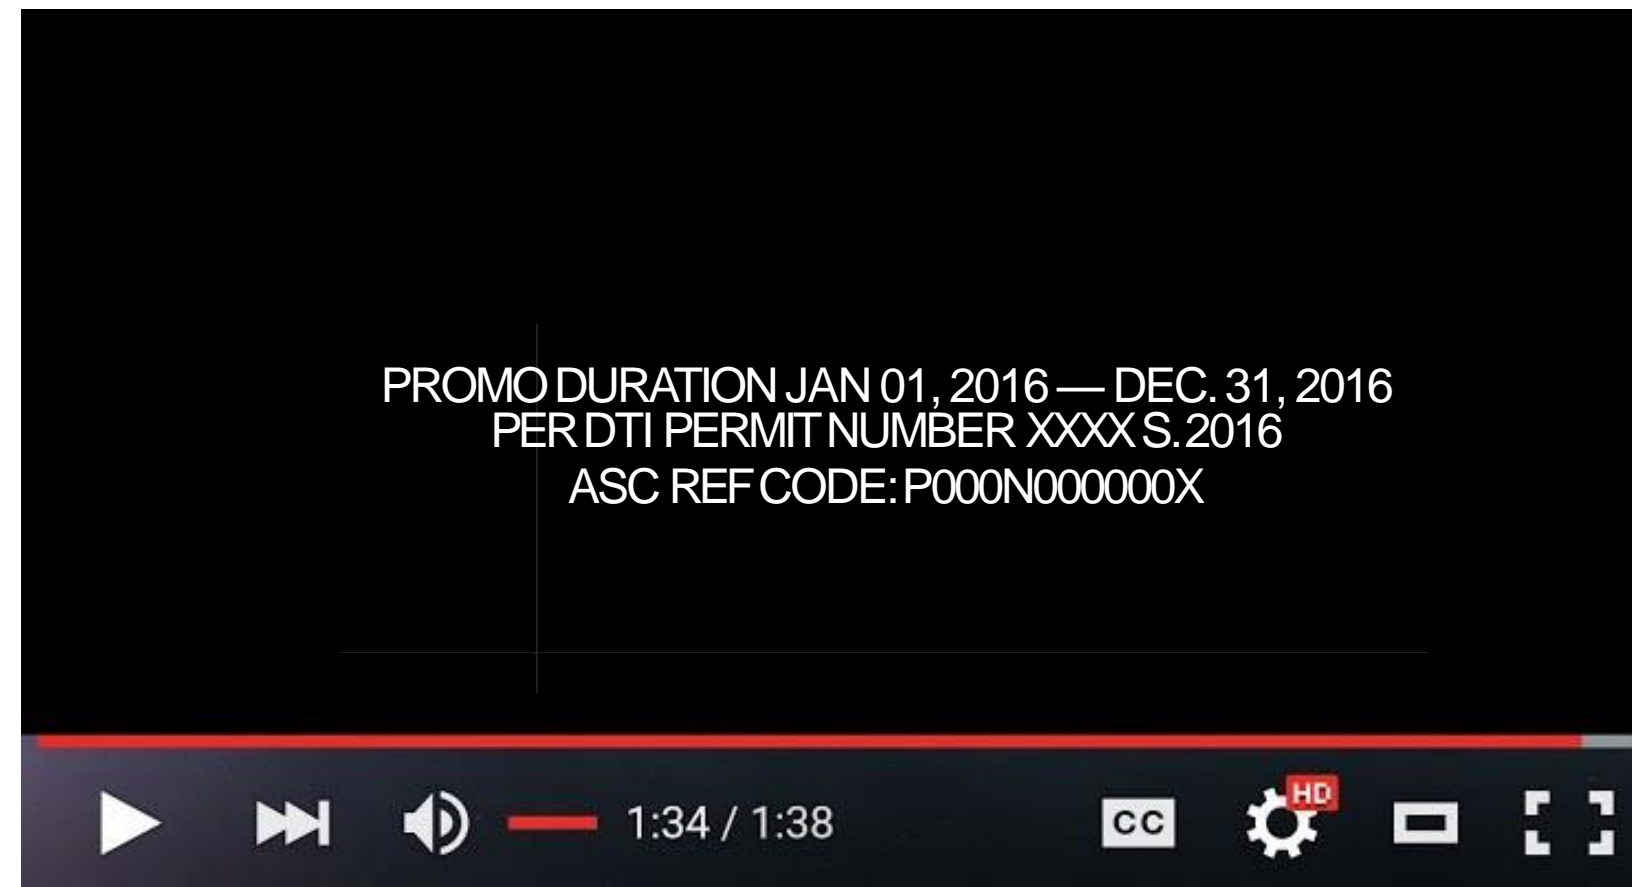 PROMO DURATION JAN 01, 2016 — DEC. 31, 2016
PER DTI PERMIT NUMBER XXXX S.2016
ASC REF CODE: P000N000000X
1:34 / 1:38
CC
HD